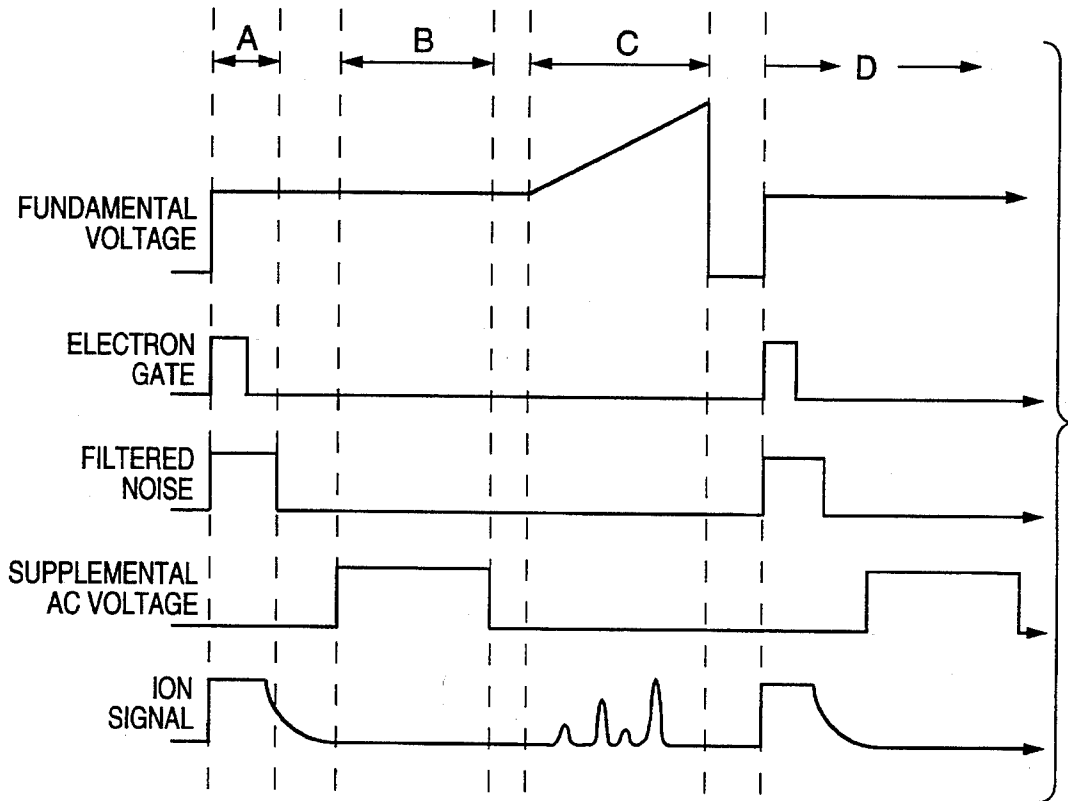 A
B
C
D
FUNDAMENTAL
VOLTAGE
ELECTRON
GATE
FILTERED
NOISE
SUPPLEMENTAL
AC VOLTAGE
ION
SIGNAL